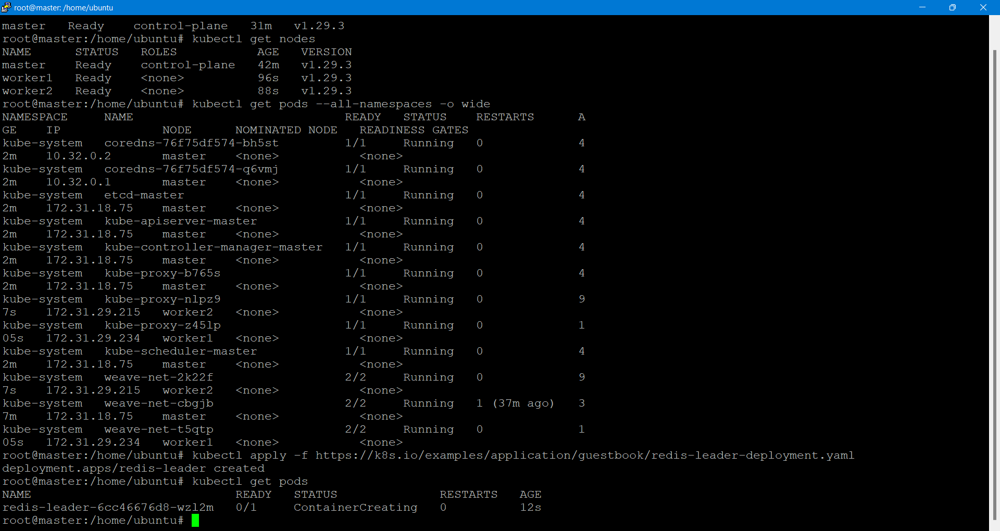 root@master: /home/ubuntu
master   Ready    control-plane   31m   v1.29.3
root@master:/home/ubuntu# kubectl get nodes
NAME      STATUS   ROLES           AGE   VERSION
master    Ready    control-plane   42m   v1.29.3
worker1   Ready    <none>          96s   v1.29.3
worker2   Ready    <none>          88s   v1.29.3
root@master:/home/ubuntu# kubectl get pods --all-namespaces -o wide
NAMESPACE     NAME                             READY   STATUS    RESTARTS      A
GE     IP              NODE      NOMINATED NODE   READINESS GATES
kube-system   coredns-76f75df574-bh5st         1/1     Running   0             4
2m    10.32.0.2       master    <none>           <none>
kube-system   coredns-76f75df574-q6vmj         1/1     Running   0             4
2m    10.32.0.1       master    <none>           <none>
kube-system   etcd-master                      1/1     Running   0             4
2m    172.31.18.75    master    <none>           <none>
kube-system   kube-apiserver-master            1/1     Running   0             4
2m    172.31.18.75    master    <none>           <none>
kube-system   kube-controller-manager-master   1/1     Running   0             4
2m    172.31.18.75    master    <none>           <none>
kube-system   kube-proxy-b765s                 1/1     Running   0             4
2m    172.31.18.75    master    <none>           <none>
kube-system   kube-proxy-nlpz9                 1/1     Running   0             9
7s    172.31.29.215   worker2   <none>           <none>
kube-system   kube-proxy-z45lp                 1/1     Running   0             1
05s   172.31.29.234   worker1   <none>           <none>
kube-system   kube-scheduler-master            1/1     Running   0             4
2m    172.31.18.75    master    <none>           <none>
kube-system   weave-net-2k22f                  2/2     Running   0             9
7s    172.31.29.215   worker2   <none>           <none>
kube-system   weave-net-cbgjb                  2/2     Running   1 (37m ago)   3
7m    172.31.18.75    master    <none>           <none>
kube-system   weave-net-t5qtp                  2/2     Running   0             1
05s   172.31.29.234   worker1   <none>           <none>
root@master:/home/ubuntu# kubectl apply -f https://k8s.io/examples/application/guestbook/redis-leader-deployment.yaml
deployment.apps/redis-leader created
root@master:/home/ubuntu# kubectl get pods
NAME                            READY   STATUS              RESTARTS   AGE
redis-leader-6cc46676d8-wzl2m   0/1     ContainerCreating   0          12s
root@master:/home/ubuntu#